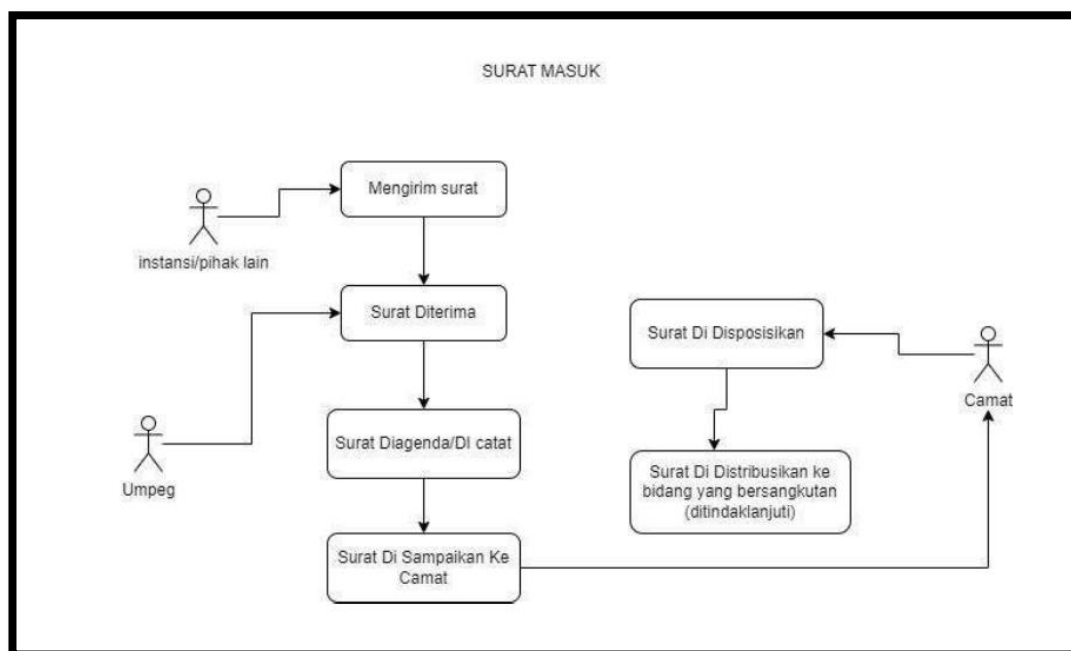 SURAT MASUK
Mengirim surat
instansi/pihak lain
Surat Diterima
Umpeg
Surat Diagenda/DI catat
Surat Di Sampaikan Ke
Camat
Camat
Surat Di Disposisikan
Surat Di Distribusikan ke
bidang yang bersangkutan
(ditindaklanjuti)